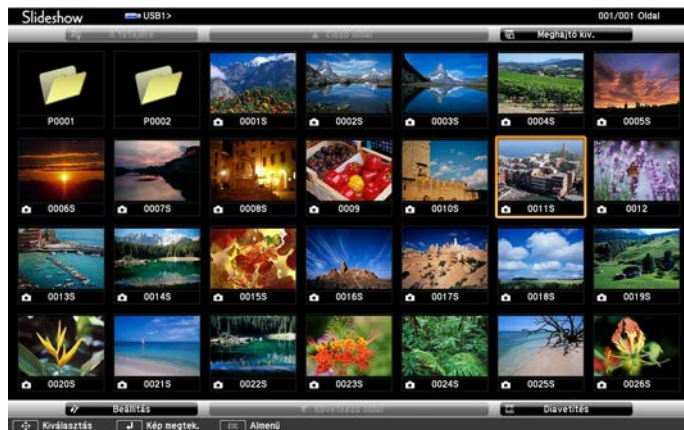 Slideshow USB1> 001/001 Oldal
A tetejére Előző oldal Meghajtó kiv.
P0001 P0002 0001S 0002S 0003S 0004S 0005S
0006S 0007S 0008S 0009 0010S 0011S 0012
0013S 0014S 0015S 0016S 0017S 0018S 0019S
0020S 0021S 0022S 0023S 0024S 0025S 0026S
Beállítás Következő oldal Diavetítés
Kiválasztás Kép megtek. ESC Almenü